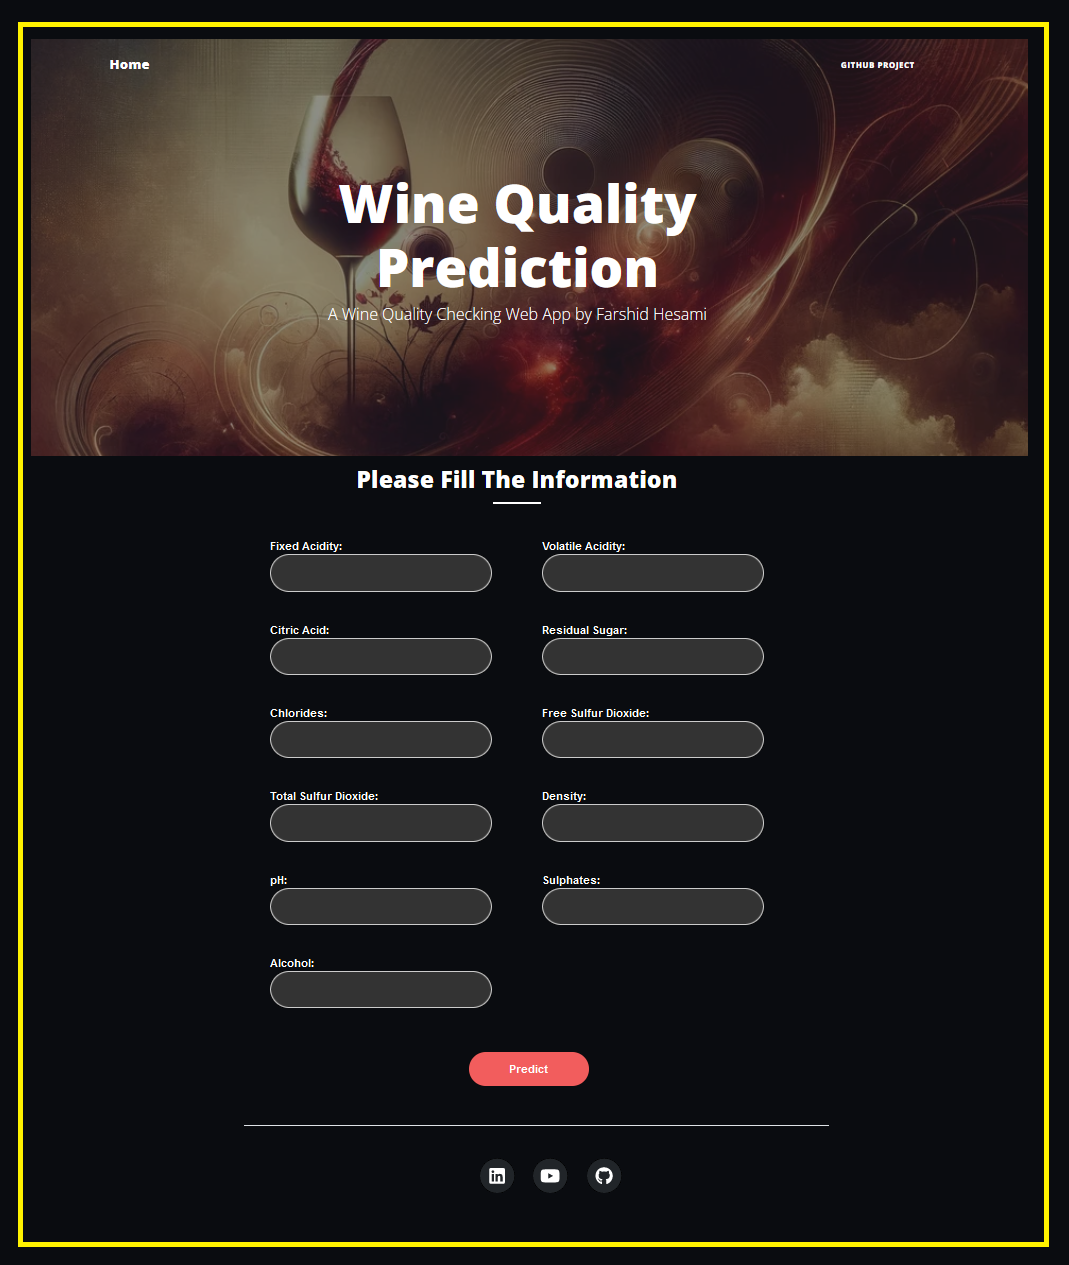 Home
GITHUB PROJECT
Wine Quality
Prediction
A Wine Quality Checking Web App by Farshid Hesami
Please Fill The Information
Fixed Acidity:
Volatile Acidity:
Citric Acid:
Residual Sugar:
Chlorides:
Free Sulfur Dioxide:
Total Sulfur Dioxide:
Density:
pH:
Sulphates:
Alcohol:
Predict
in